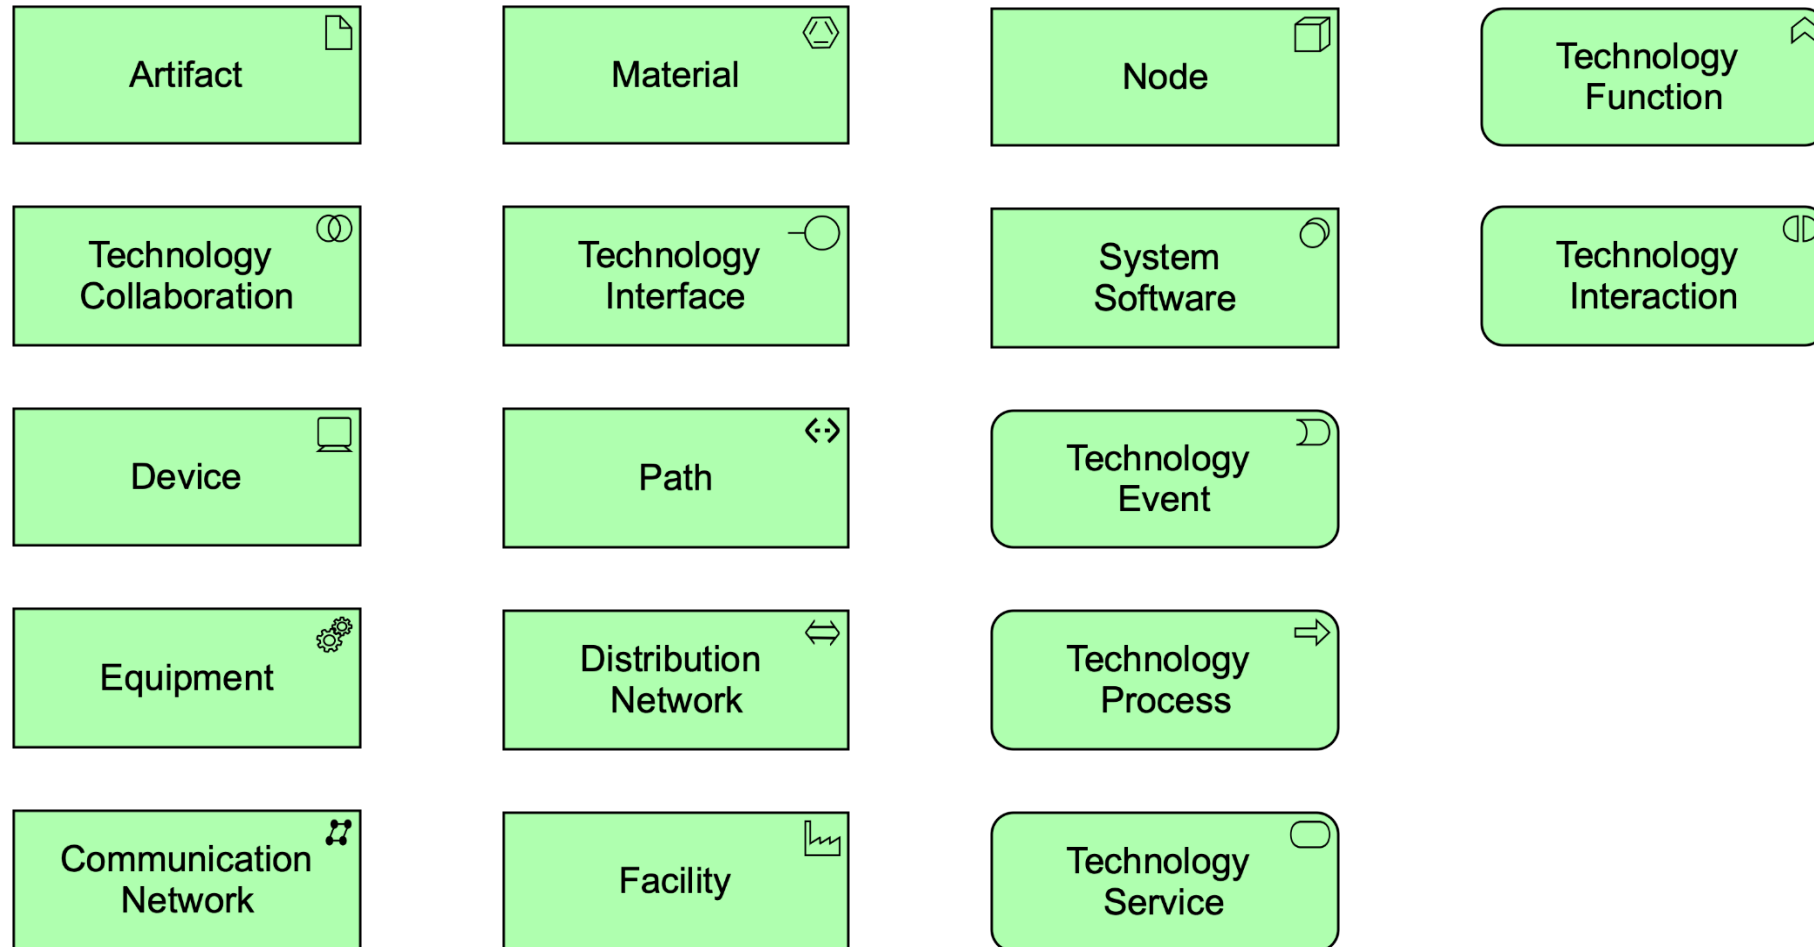 Artifact
Material
Node
Technology
Function
Technology
Collaboration
Technology
Interface
System
Software
Technology
Interaction
Device
Path
Technology
Event
Equipment
Distribution
Network
Technology
Process
Communication
Network
Facility
Technology
Service